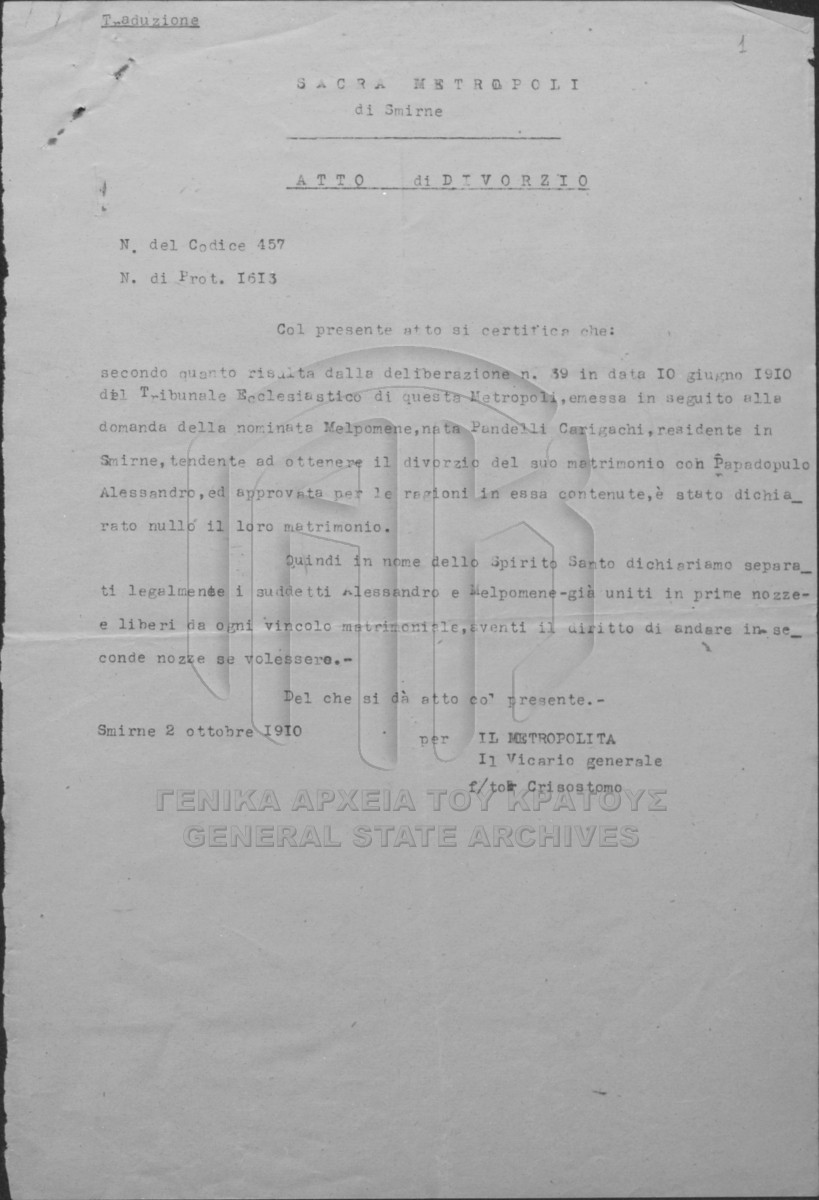 Traduzione
1
SACRA METROPOLI
di Smirne
ATTO di DIVORZIO
N. del Codice 457
N. di Prot. I6I3
Col presente atto si certifica che:
secondo quanto risulta dalla deliberazione n. 39 in data IO giugno I9IO
del Tribunale Ecclesiastico di questa Metropoli,emessa in seguito alla
domanda della nominata Melpomene,nata Pandelli Carigachi,residente in
Smirne,tendente ad ottenere il divorzio del suo matrimonio con Papadopulo
Alessandro,ed approvata per le ragioni in essa contenute,è stato dichia_
rato nullo il loro matrimonio.
Quindi in nome dello Spirito Santo dichiariamo separa_
ti legalmente i suddetti Alessandro e Melpomene-già uniti in prime nozze-
e liberi da ogni vincolo matrimoniale,aventi il diritto di andare in se_
conde nozze se volessero.-
Del che si dà atto co' presente.-
Smirne 2 ottobre I9IO
per IL METROPOLITA
Il Vicario generale
f/to Crisostomo
ΓΕΝΙΚΑ ΑΡΧΕΙΑ ΤΟΥ ΚΡΑΤΟΥΣ
GENERAL STATE ARCHIVES